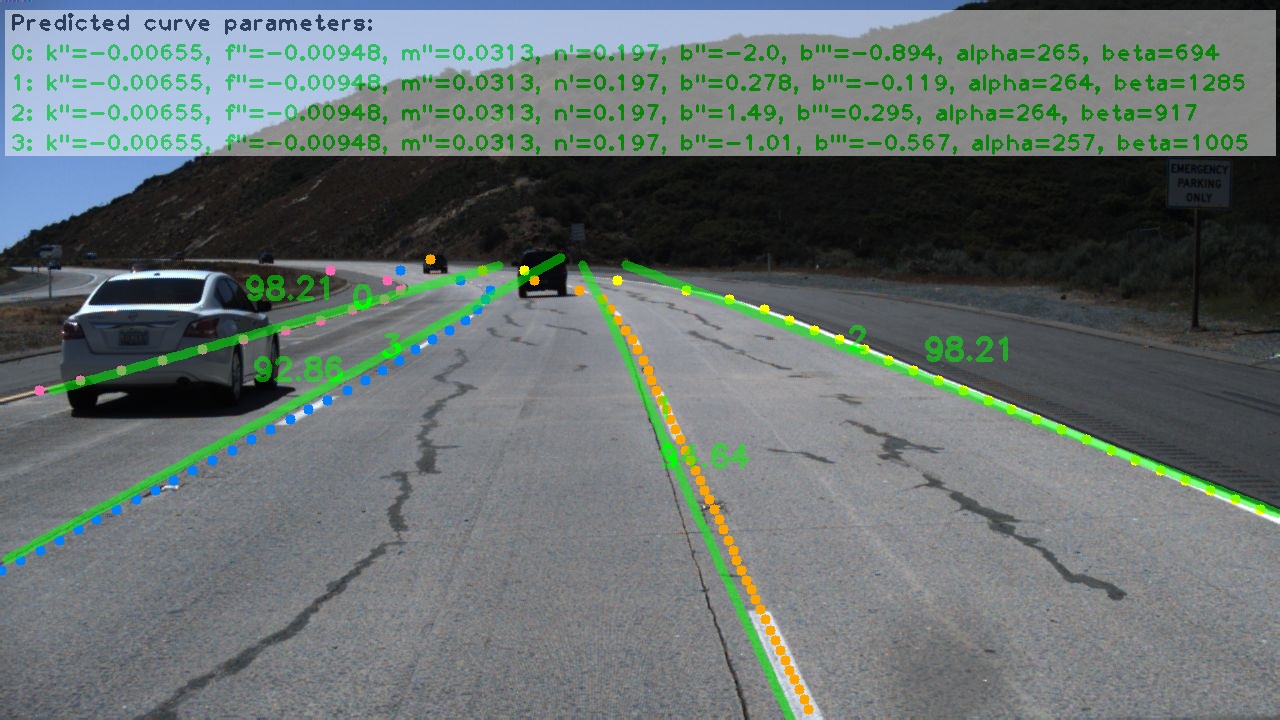 Predicted curve parameters:
0: k''=-0.00655, f''=-0.00948, m''=0.0313, n'=0.197, b''=-2.0, b'''=-0.894, alpha=265, beta=694
1: k''=-0.00655, f''=-0.00948, m''=0.0313, n'=0.197, b''=0.278, b'''=-0.119, alpha=264, beta=1285
2: k''=-0.00655, f''=-0.00948, m''=0.0313, n'=0.197, b''=1.49, b'''=0.295, alpha=264, beta=917
3: k''=-0.00655, f''=-0.00948, m''=0.0313, n'=0.197, b''=-1.01, b'''=-0.567, alpha=257, beta=1005
EMERGENCY
PARKING
ONLY
98.21
0
3
2
98.21
92.86